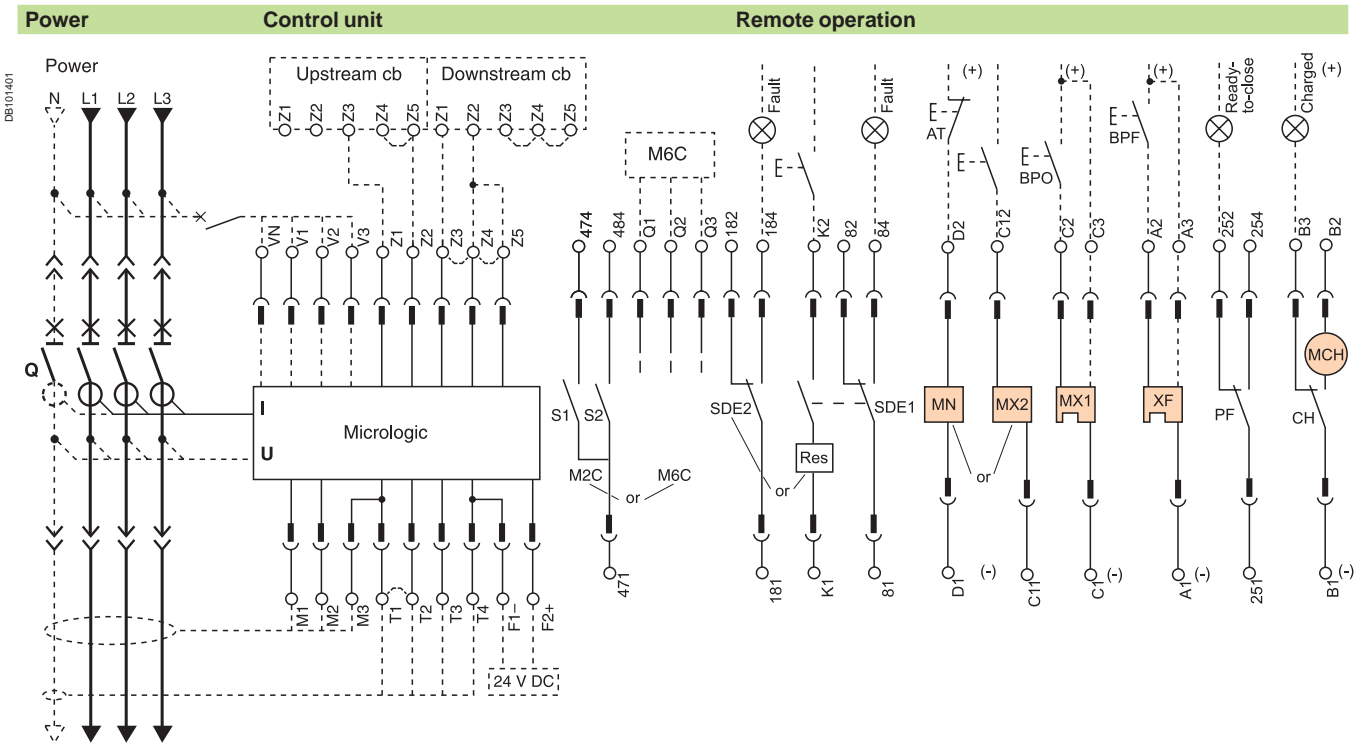 Power Control unit Remote operation
DB101401
Power
N L1 L2 L3
Upstream cb Downstream cb
Z1 Z2 Z3 Z4 Z5 Z1 Z2 Z3 Z4 Z5
M6C
Fault
Fault
AT
(+)
BPO
(+)
BPF
(+)
Ready-
to-close
Charged
(+)
VN V1 V2 V3 Z1 Z2 Z3 Z4 Z5
474 484 Q1 Q2 Q3 182 184 K2 82 84 D2 C12 C2 C3 A2 A3 252 254 B3 B2
Q
I
U
Micrologic
S1 S2
M2C or M6C
SDE2 or Res SDE1
MN or MX2
MX1
XF
PF
CH
MCH
M1 M2 M3 T1 T2 T3 T4 F1– F2+
24 V DC
471 181 K1 81 D1 (-) C11 C1 (-) A1 (-) 251 B1 (-)